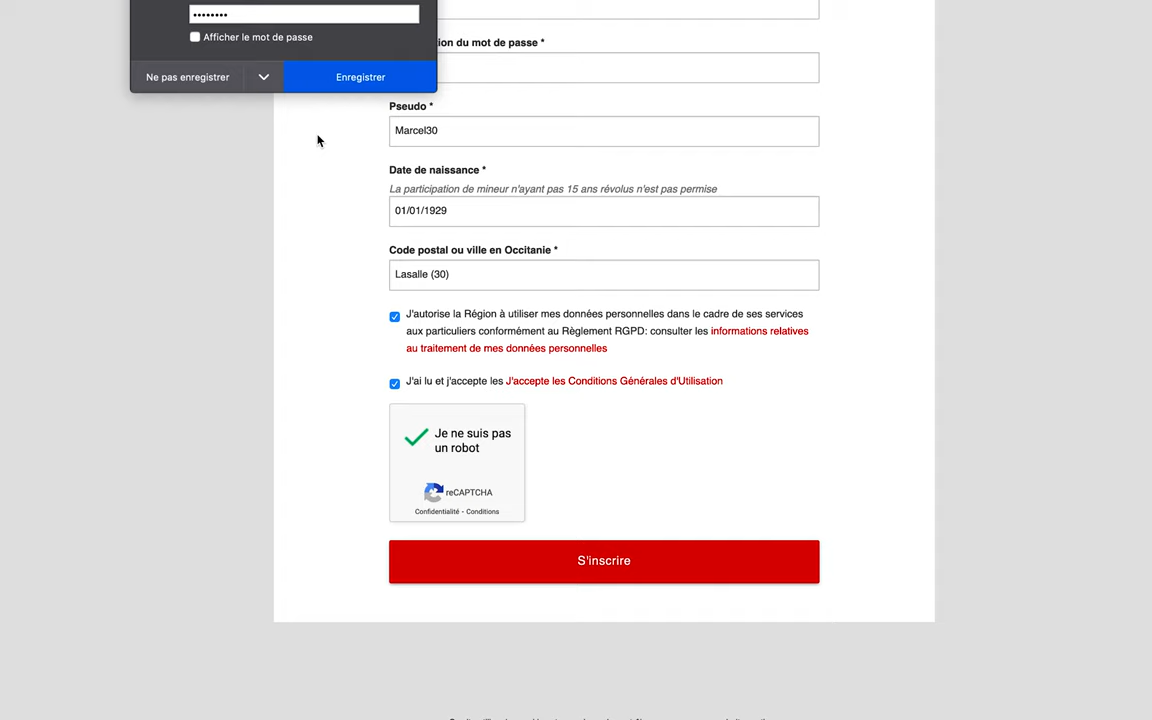 ••••••••
Afficher le mot de passe
Ne pas enregistrer
Enregistrer
ion du mot de passe *
Pseudo *
Marcel30
Date de naissance *
La participation de mineur n'ayant pas 15 ans révolus n'est pas permise
01/01/1929
Code postal ou ville en Occitanie *
Lasalle (30)
J'autorise la Région à utiliser mes données personnelles dans le cadre de ses services
aux particuliers conformément au Règlement RGPD: consulter les informations relatives
au traitement de mes données personnelles
J'ai lu et j'accepte les J'accepte les Conditions Générales d'Utilisation
Je ne suis pas
un robot
reCAPTCHA
Confidentialité - Conditions
S'inscrire